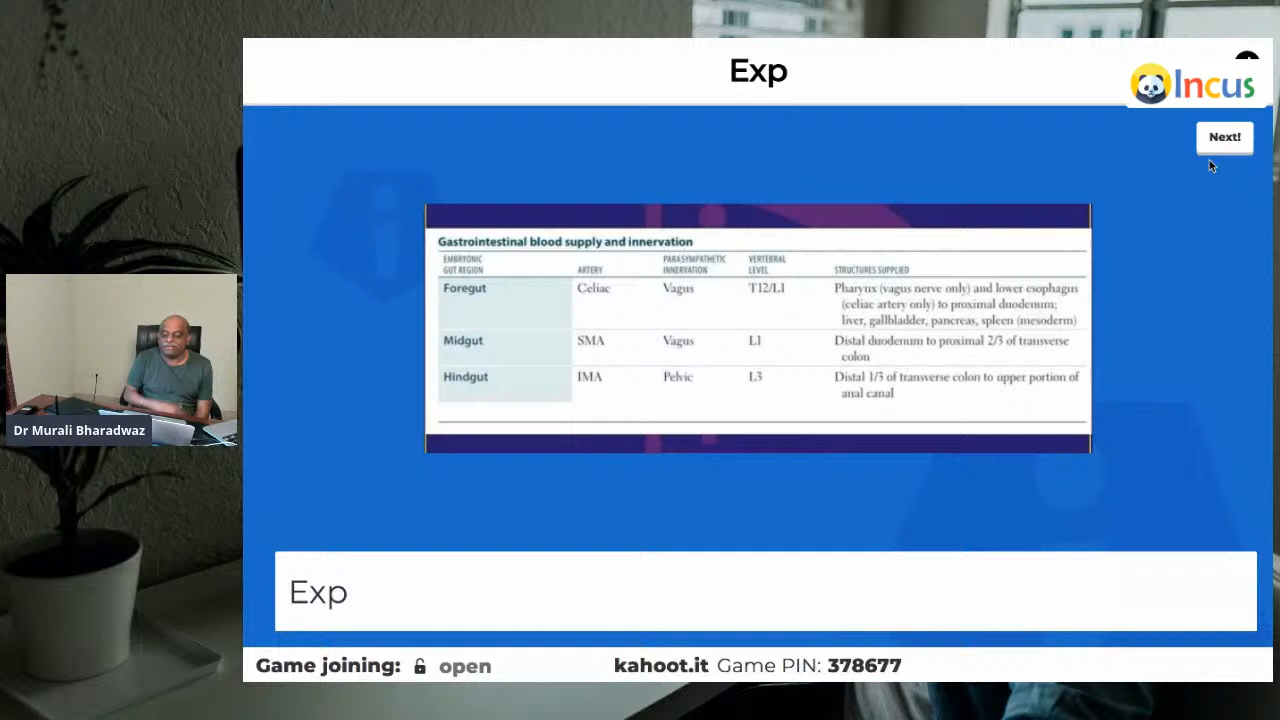 Exp
Incus
Next!
Gastrointestinal blood supply and innervation
EMBRYONIC GUT REGION
ARTERY
PARASYMPATHETIC INNERVATION
VERTEBRAL LEVEL
STRUCTURES SUPPLIED
Foregut
Celiac
Vagus
T12/L1
Pharynx (vagus nerve only) and lower esophagus
(celiac artery only) to proximal duodenum;
liver, gallbladder, pancreas, spleen (mesoderm)
Midgut
SMA
Vagus
L1
Distal duodenum to proximal 2/3 of transverse
colon
Hindgut
IMA
Pelvic
L3
Distal 1/3 of transverse colon to upper portion of
anal canal
Dr Murali Bharadwaz
Exp
Game joining: open kahoot.it Game PIN: 378677